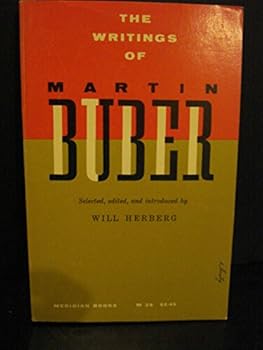 THE
WRITINGS
OF
MARTIN
BUBER
Selected, edited, and introduced by
WILL HERBERG
MERIDIAN BOOKS